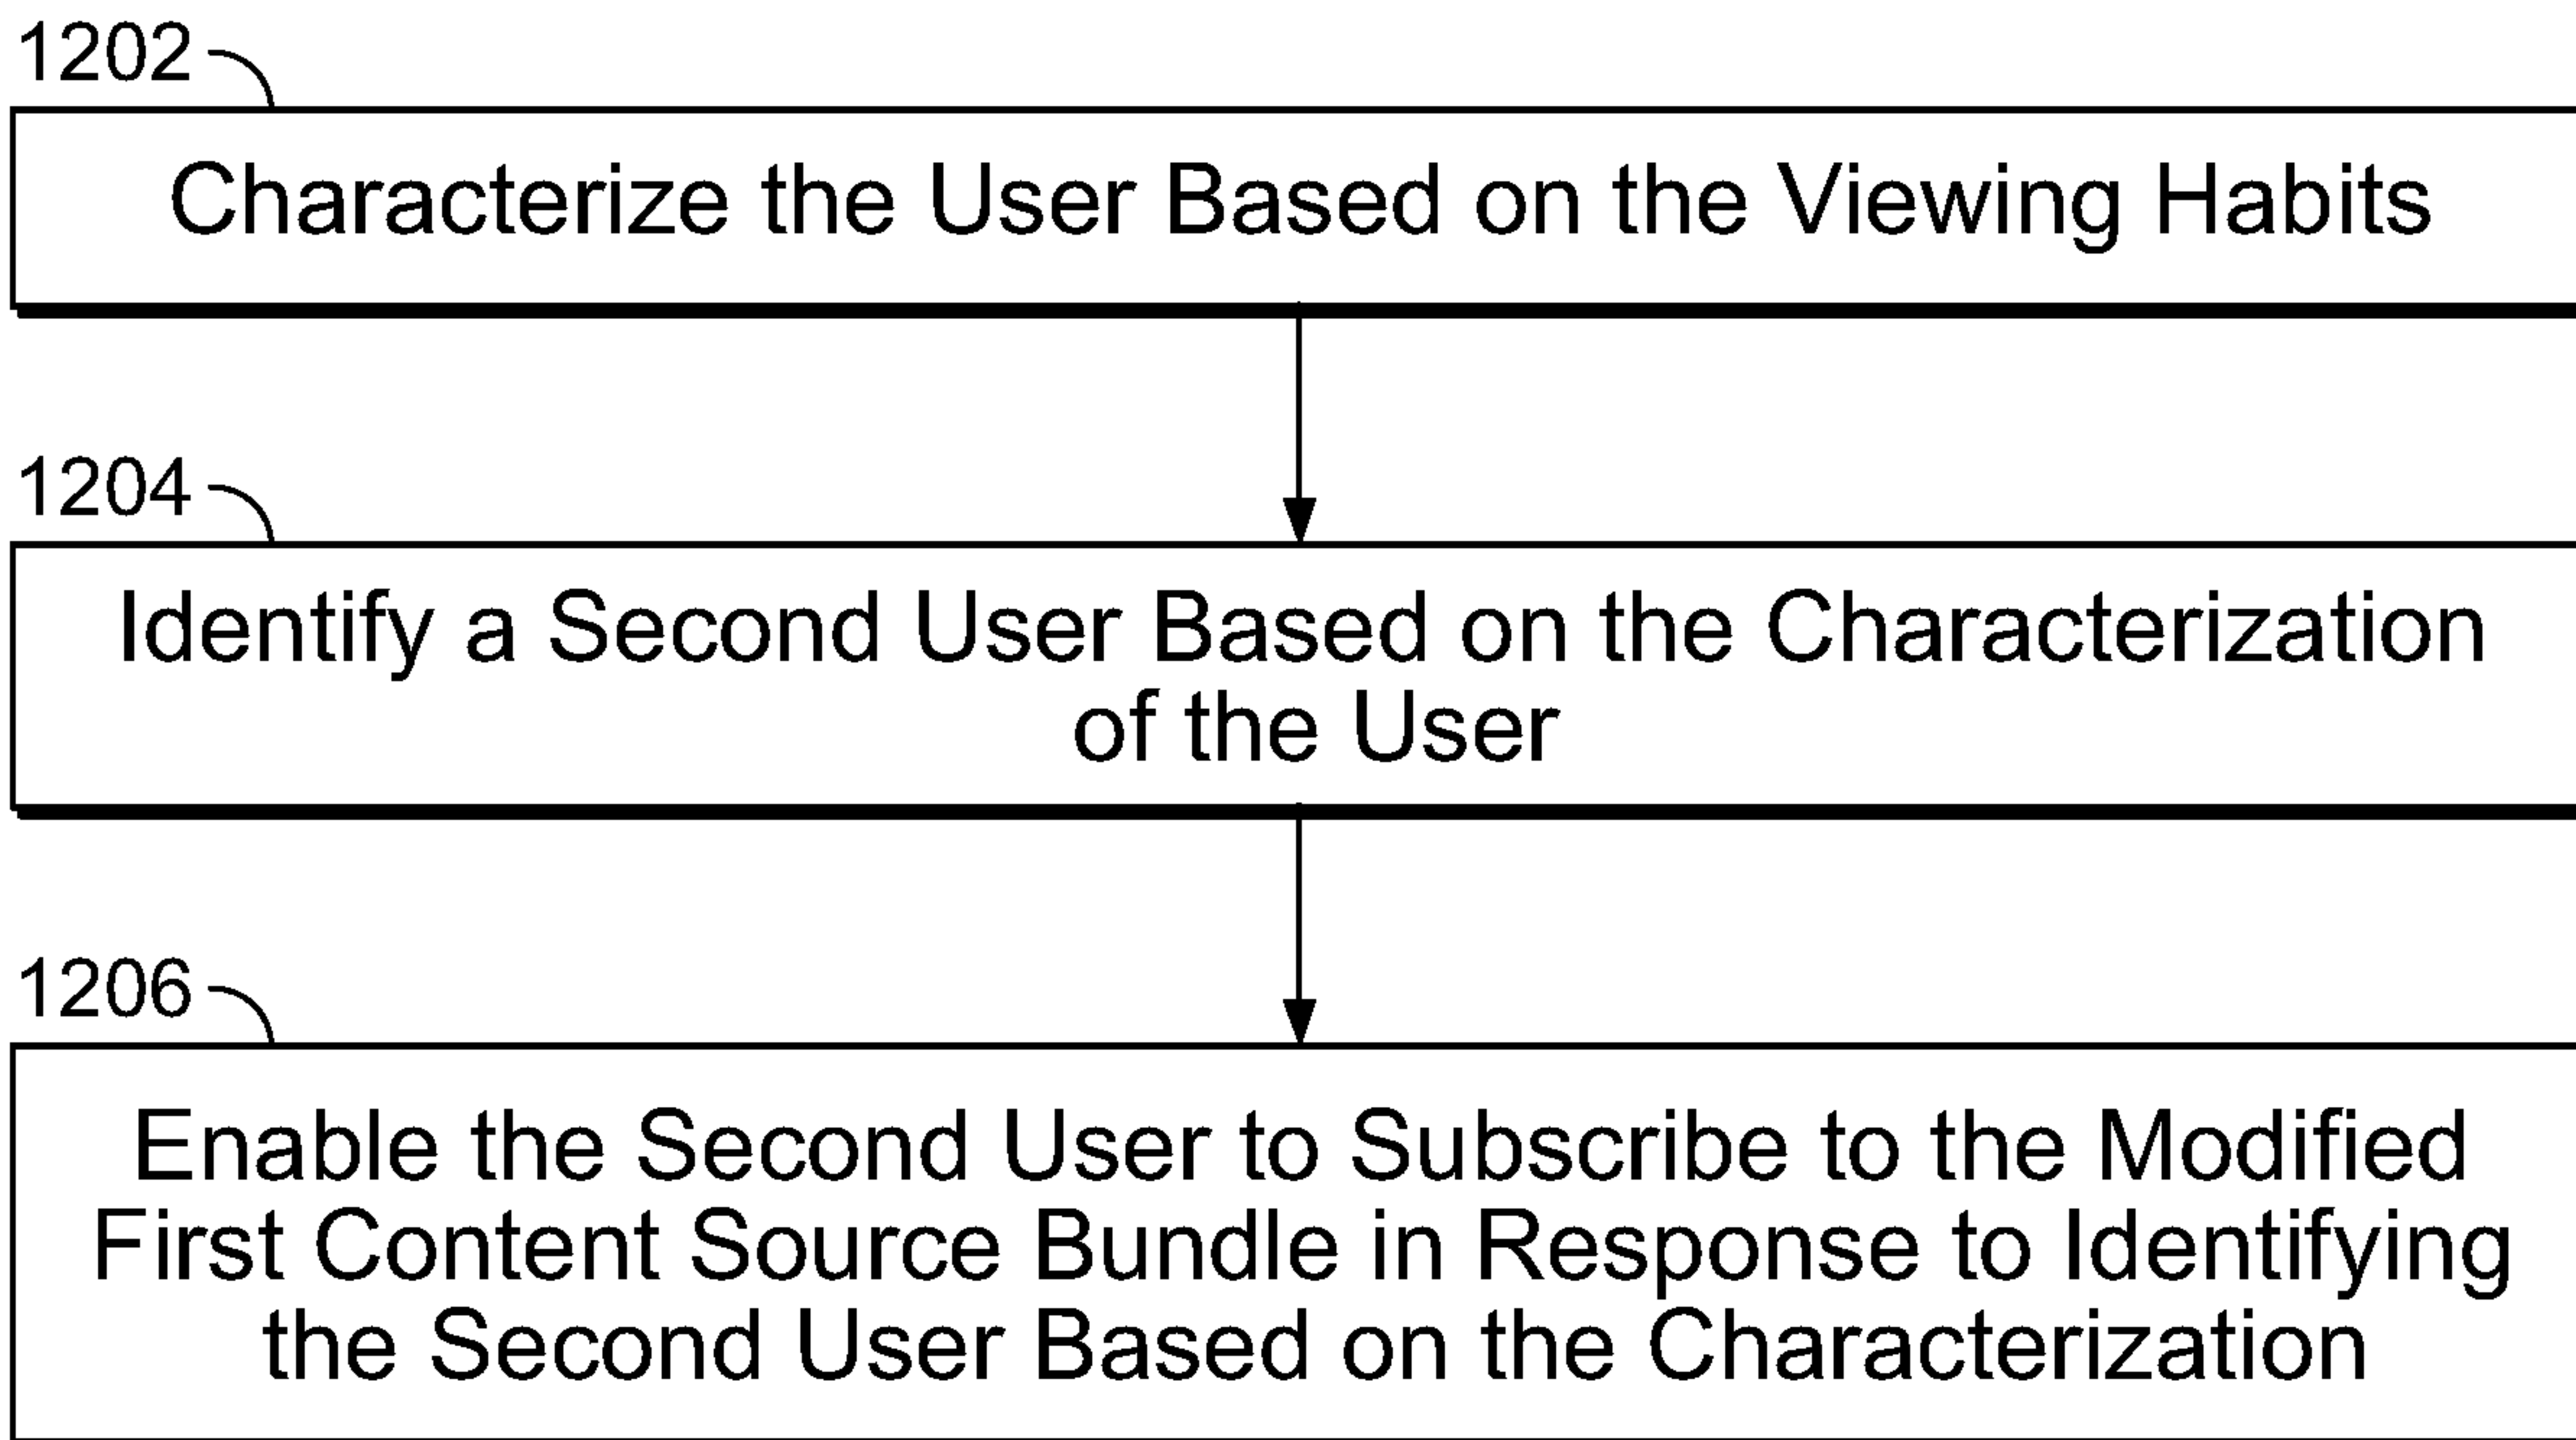 1202
Characterize the User Based on the Viewing Habits
1204
Identify a Second User Based on the Characterization
of the User
1206
Enable the Second User to Subscribe to the Modified
First Content Source Bundle in Response to Identifying
the Second User Based on the Characterization